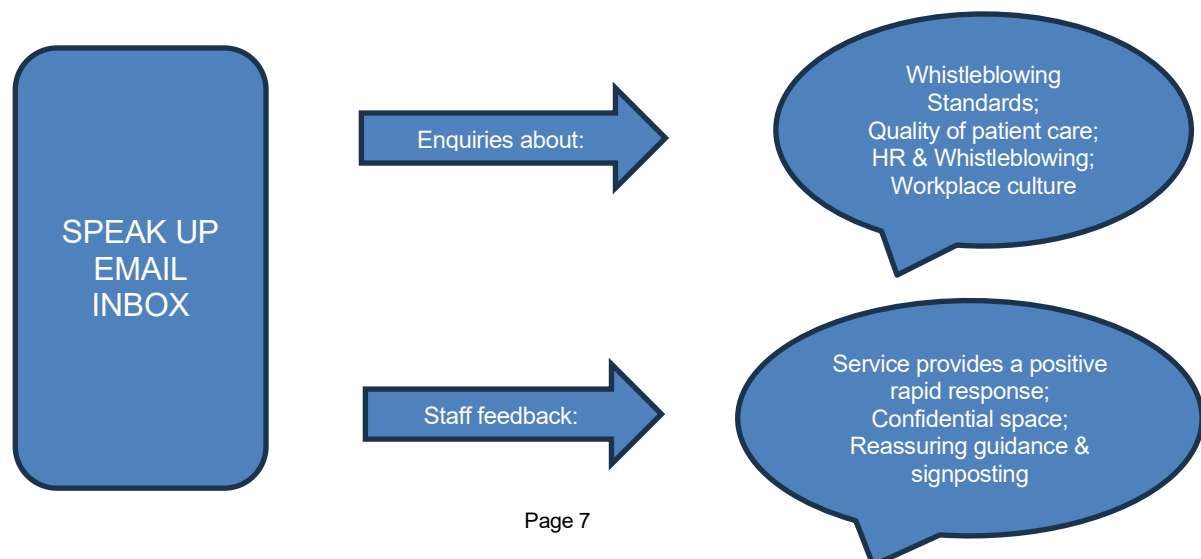 SPEAK UP
EMAIL
INBOX
Enquiries about:
Whistleblowing
Standards;
Quality of patient care;
HR & Whistleblowing;
Workplace culture
Staff feedback:
Service provides a positive
rapid response;
Confidential space;
Reassuring guidance &
signposting
Page 7